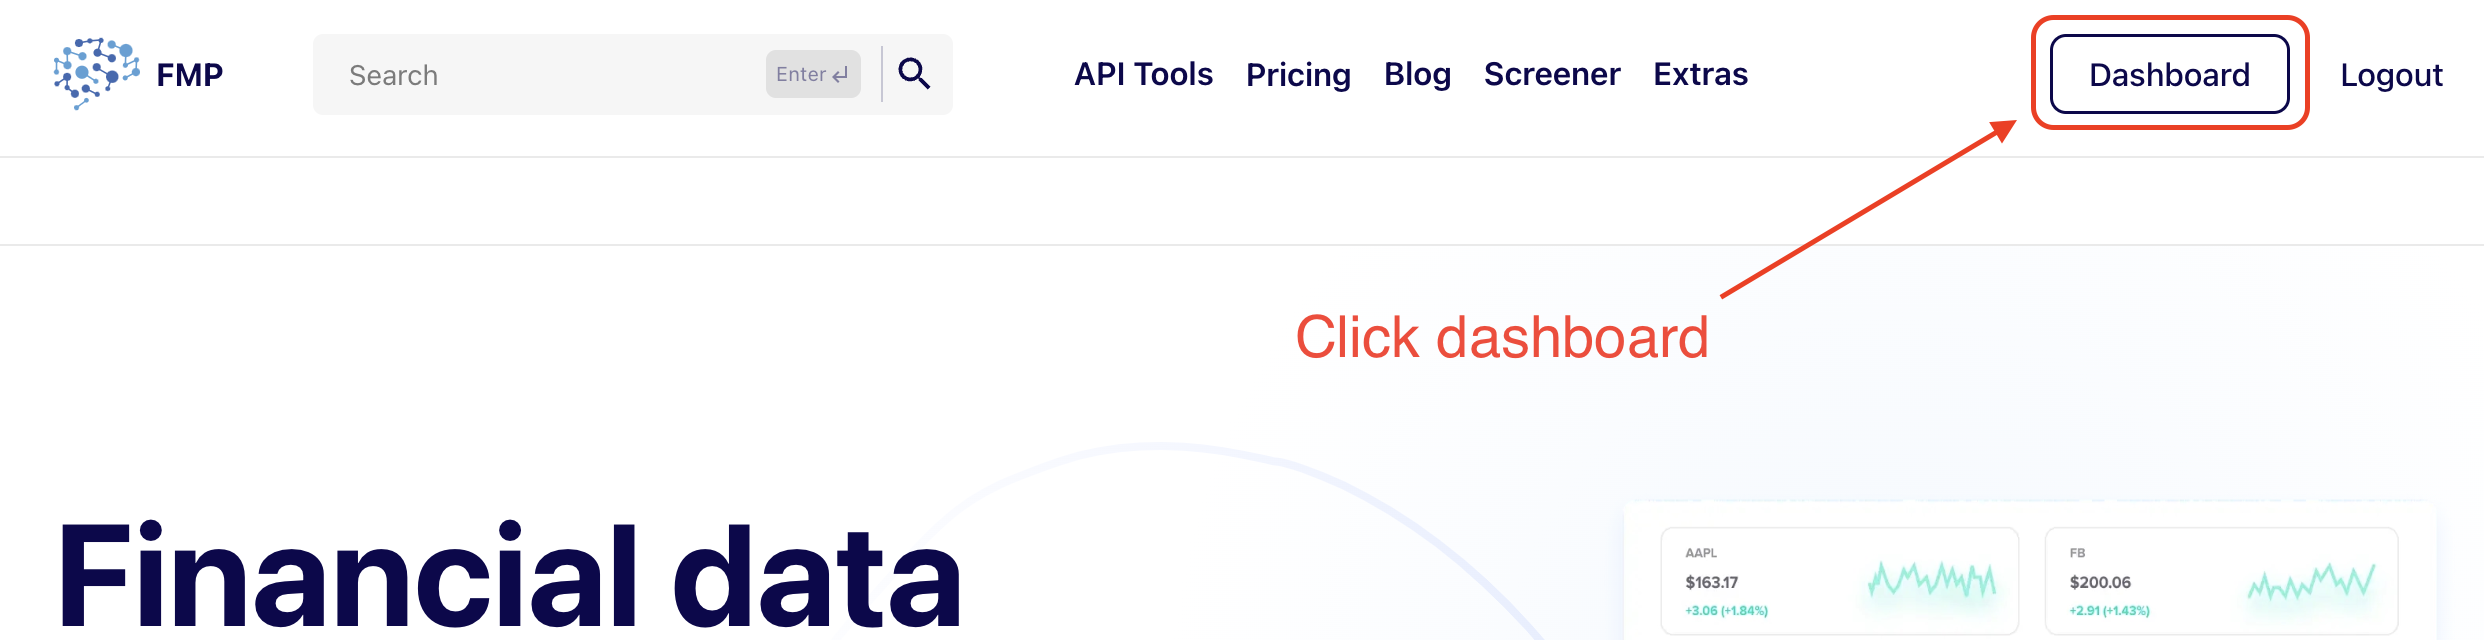 FMP
Search
Enter
API Tools Pricing Blog Screener Extras
Dashboard
Logout
Click dashboard
Financial data
AAPL
$163.17
+3.06 (+1.84%)
FB
$200.06
+2.91 (+1.43%)